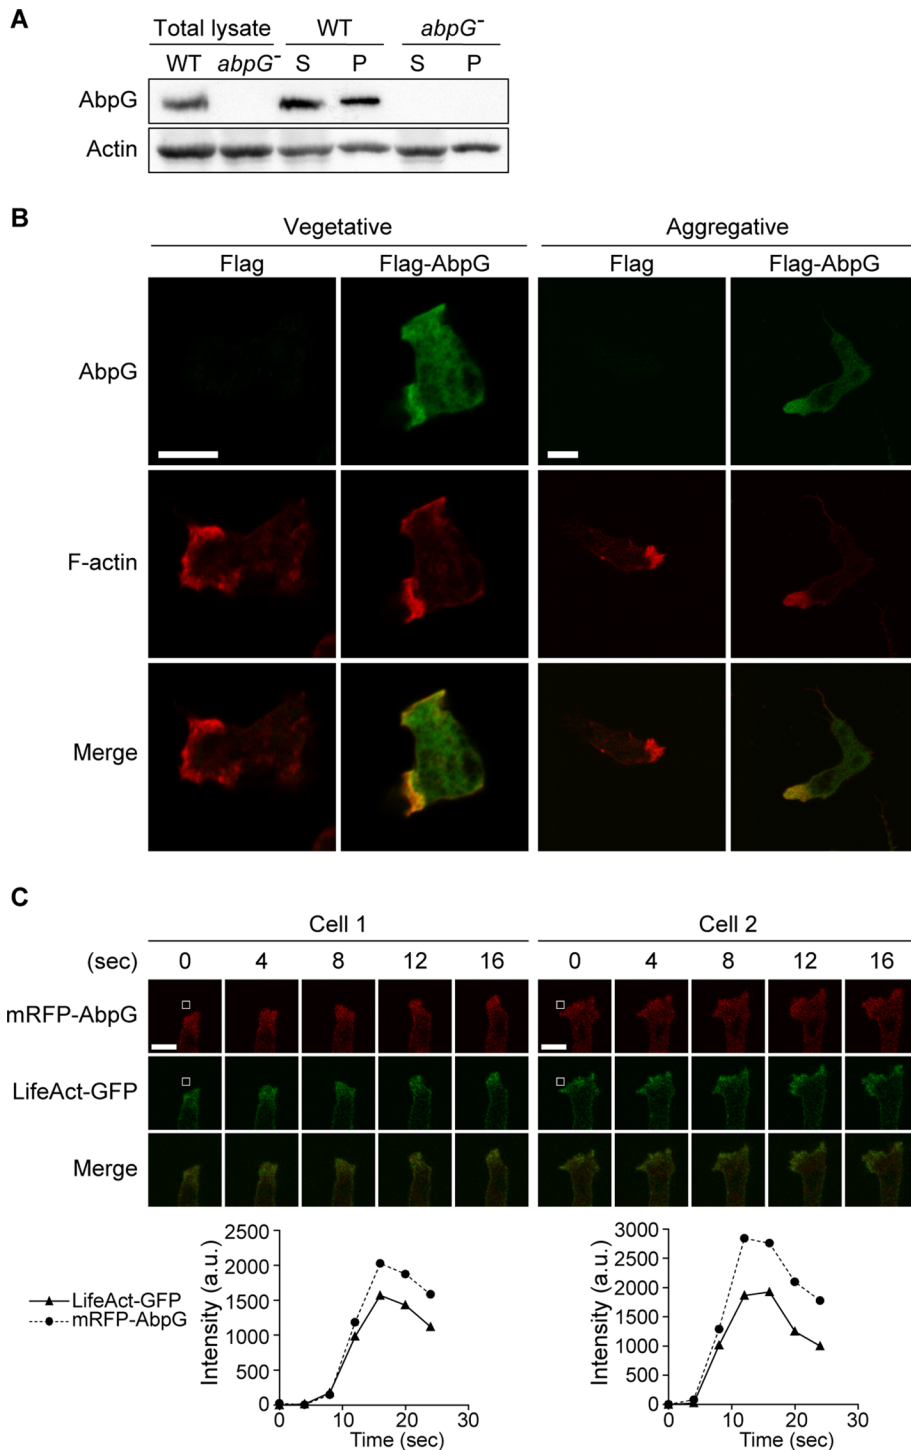 A
Total lysate WT abpG-
WT abpG- S P S P
AbpG
Actin
B
Vegetative Aggregative
Flag Flag-AbpG Flag Flag-AbpG
AbpG
F-actin
Merge
C
Cell 1 Cell 2
(sec) 0 4 8 12 16 0 4 8 12 16
mRFP-AbpG
LifeAct-GFP
Merge
LifeAct-GFP
mRFP-AbpG
Intensity (a.u.)
2500
2000
1500
1000
500
0
0 10 20 30
Time (sec)
Intensity (a.u.)
3000
2500
2000
1500
1000
500
0
0 10 20 30
Time (sec)